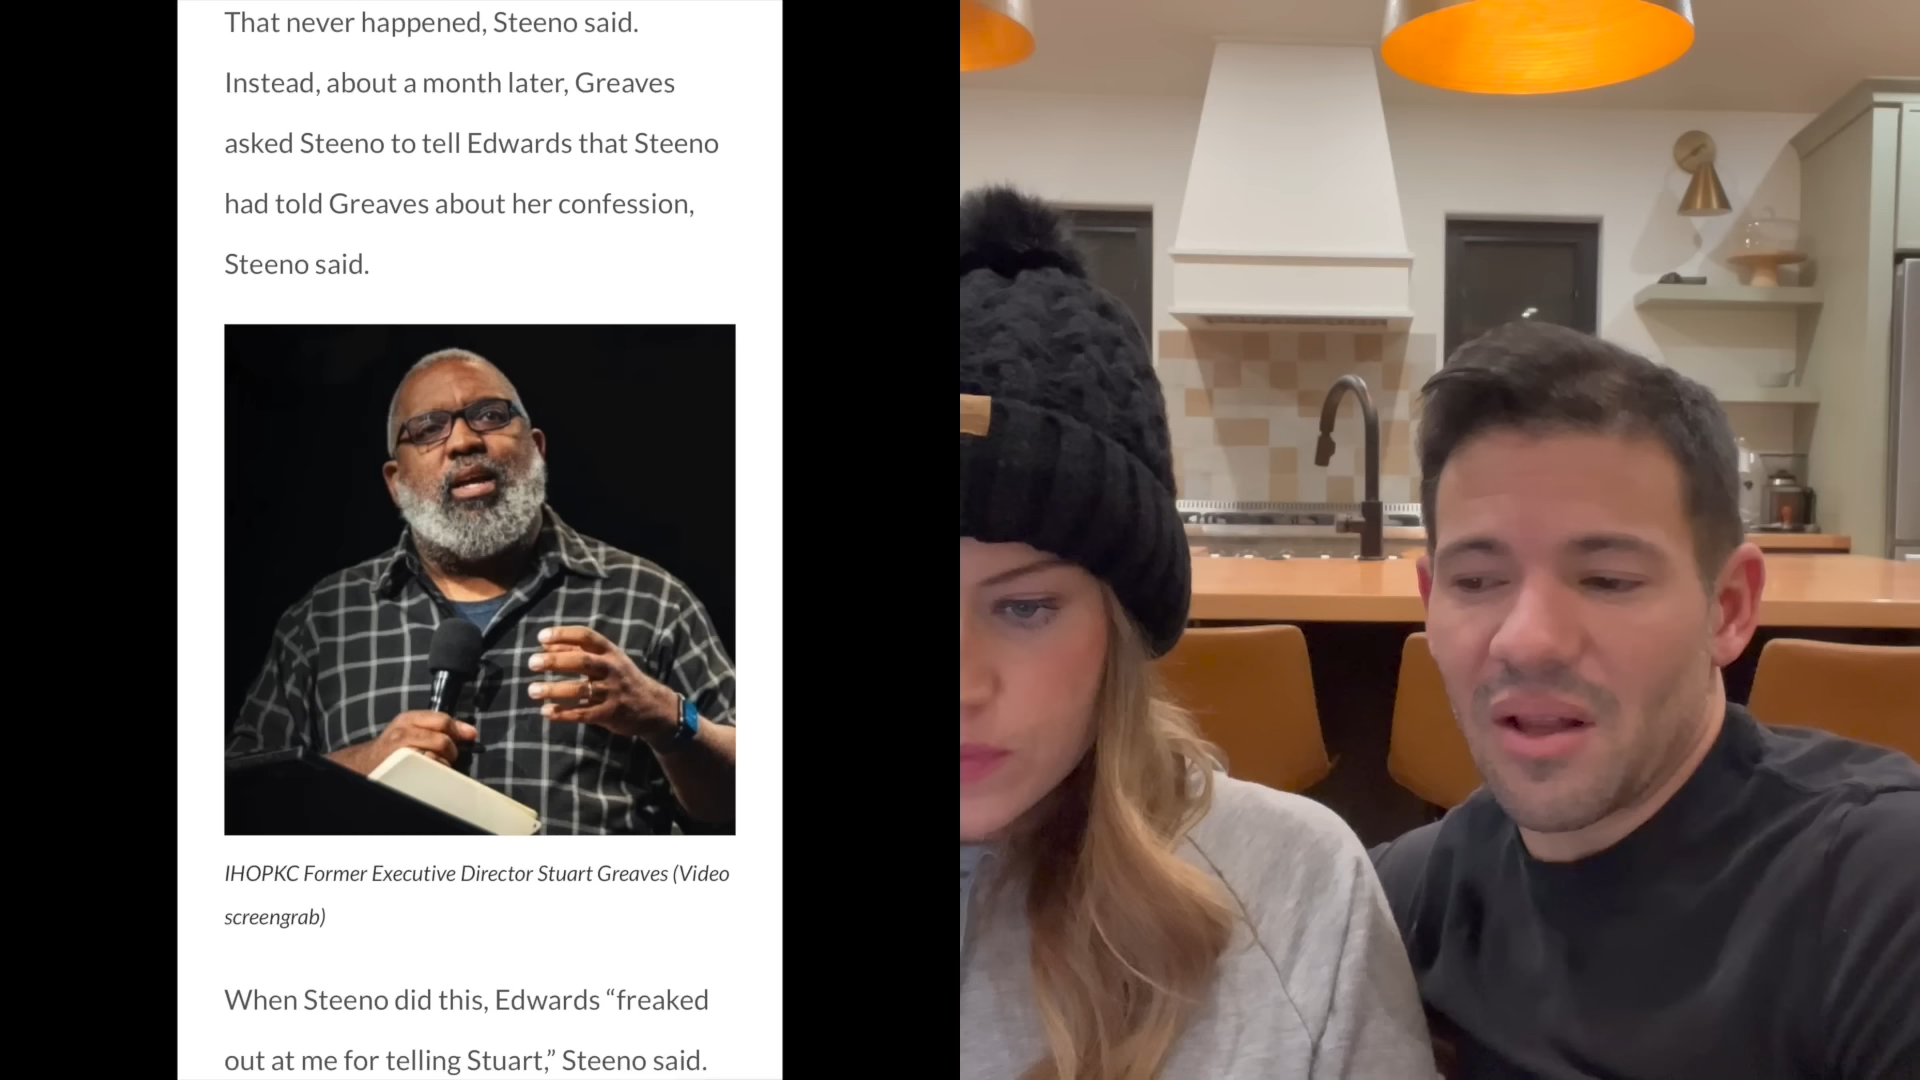 That never happened, Steeno said.
Instead, about a month later, Greaves
asked Steeno to tell Edwards that Steeno
had told Greaves about her confession,
Steeno said.
IHOPKC Former Executive Director Stuart Greaves (Video
screengrab)
When Steeno did this, Edwards “freaked
out at me for telling Stuart,” Steeno said.